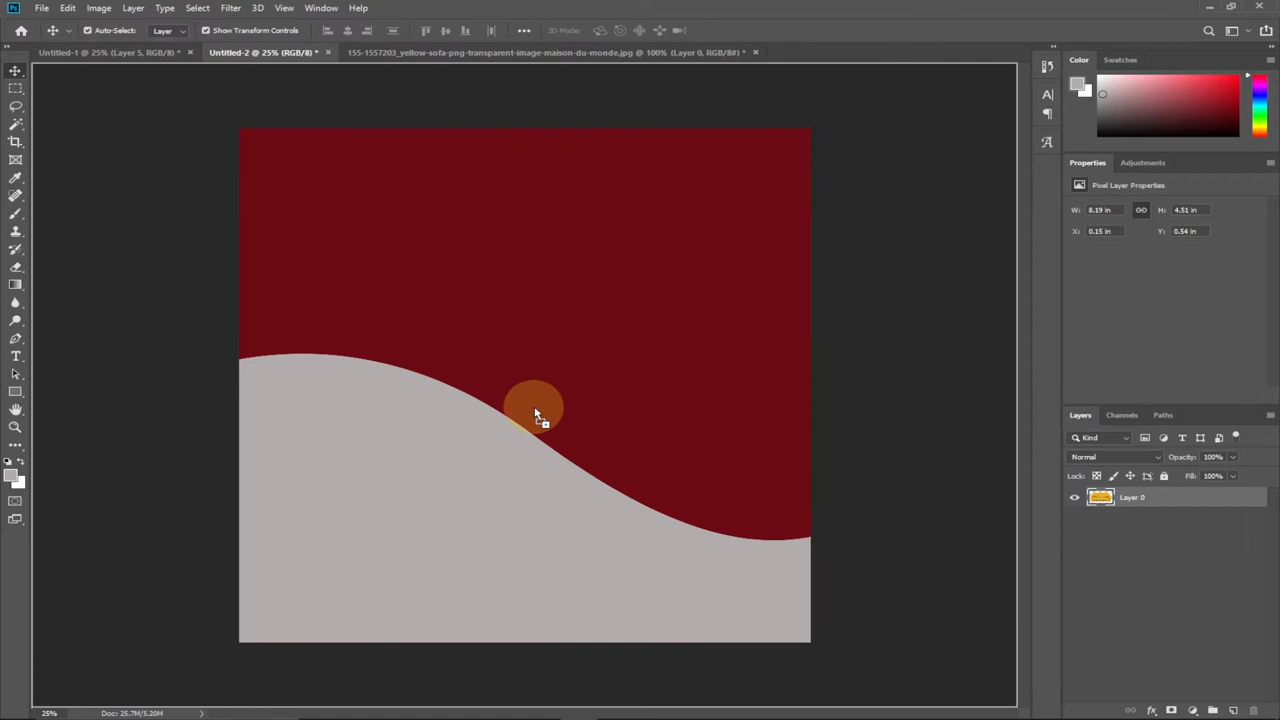 Ps File Edit Image Layer Type Select Filter 3D View Window Help
Auto-Select: Layer Show Transform Controls ••• 3D Mode:
Untitled-1 @ 25% (Layer 5, RGB/8) * × Untitled-2 @ 25% (RGB/8) * × 155-1557203_yellow-sofa-png-transparent-image-maison-du-monde.jpg @ 100% (Layer 0, RGB/8#) * ×
Color Swatches
Properties Adjustments
Pixel Layer Properties
W: 8.19 in H: 4.51 in
X: 0.15 in Y: 0.54 in
Layers Channels Paths
Kind
Normal Opacity: 100%
Lock: Fill: 100%
Layer 0
25% Doc: 25.7M/5.20M